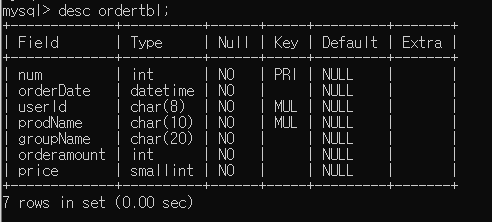 mysql> desc ordertbl;
+-------------+----------+------+-----+---------+-------+
| Field       | Type     | Null | Key | Default | Extra |
+-------------+----------+------+-----+---------+-------+
| num         | int      | NO   | PRI | NULL    |       |
| orderDate   | datetime | NO   |     | NULL    |       |
| userId      | char(8)  | NO   | MUL | NULL    |       |
| prodName    | char(10) | NO   | MUL | NULL    |       |
| groupName   | char(20) | NO   |     | NULL    |       |
| orderamount | int      | NO   |     | NULL    |       |
| price       | smallint | NO   |     | NULL    |       |
+-------------+----------+------+-----+---------+-------+
7 rows in set (0.00 sec)